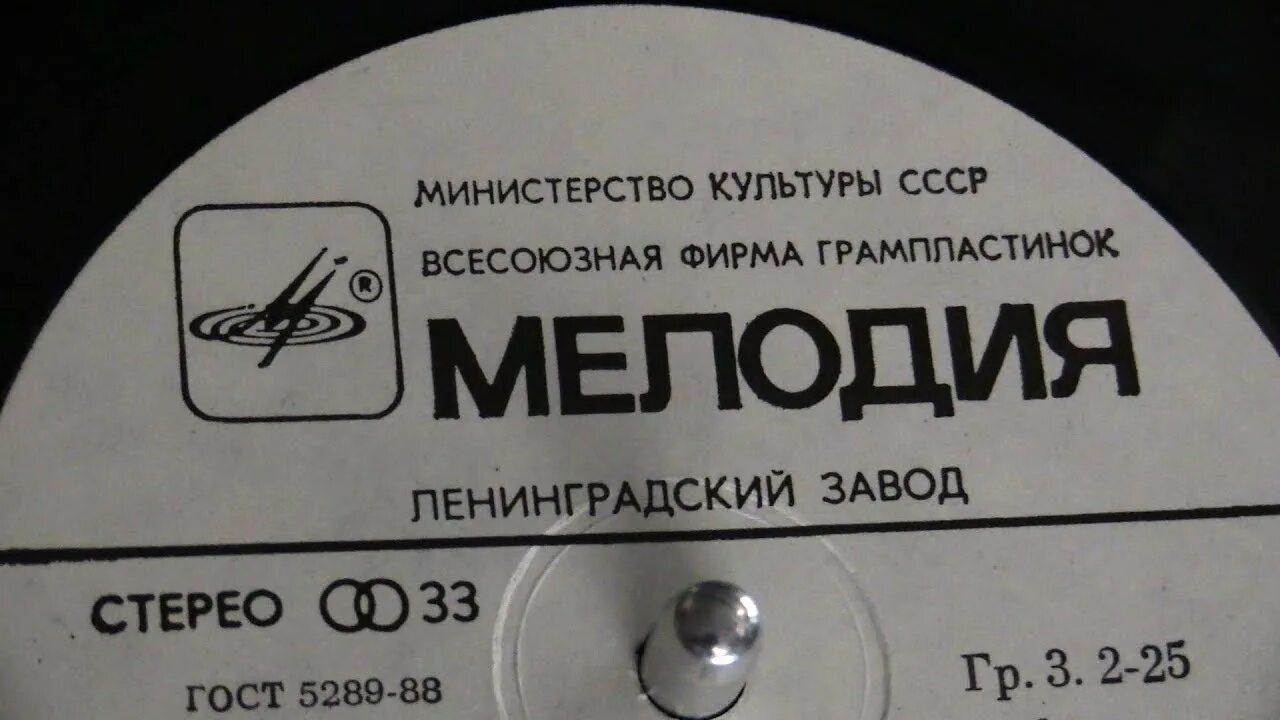 МИНИСТЕРСТВО КУЛЬТУРЫ СССР
ВСЕСОЮЗНАЯ ФИРМА ГРАМПЛАСТИНОК
®
МЕЛОДИЯ
ЛЕНИНГРАДСКИЙ ЗАВОД
СТЕРЕО 33
ГОСТ 5289-88
Гр. 3. 2-25